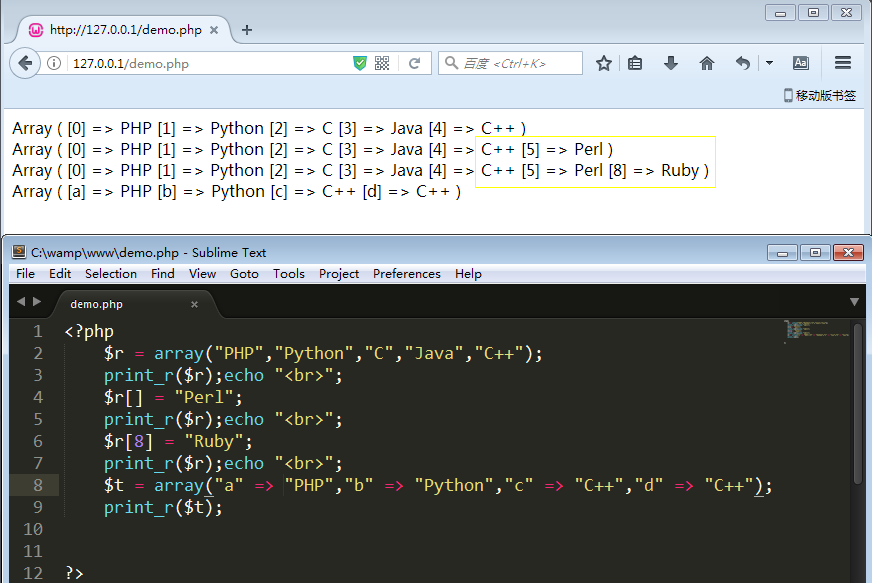 http://127.0.0.1/demo.php
127.0.0.1/demo.php
百度 <Ctrl+K>
移动版书签
Array ( [0] => PHP [1] => Python [2] => C [3] => Java [4] => C++ )
Array ( [0] => PHP [1] => Python [2] => C [3] => Java [4] => C++ [5] => Perl )
Array ( [0] => PHP [1] => Python [2] => C [3] => Java [4] => C++ [5] => Perl [8] => Ruby )
Array ( [a] => PHP [b] => Python [c] => C++ [d] => C++ )
C:\wamp\www\demo.php - Sublime Text
File Edit Selection Find View Goto Tools Project Preferences Help
demo.php
1 <?php
2 $r = array("PHP","Python","C","Java","C++");
3 print_r($r);echo "<br>";
4 $r[] = "Perl";
5 print_r($r);echo "<br>";
6 $r[8] = "Ruby";
7 print_r($r);echo "<br>";
8 $t = array("a" => "PHP","b" => "Python","c" => "C++","d" => "C++");
9 print_r($t);
10
11
12 ?>